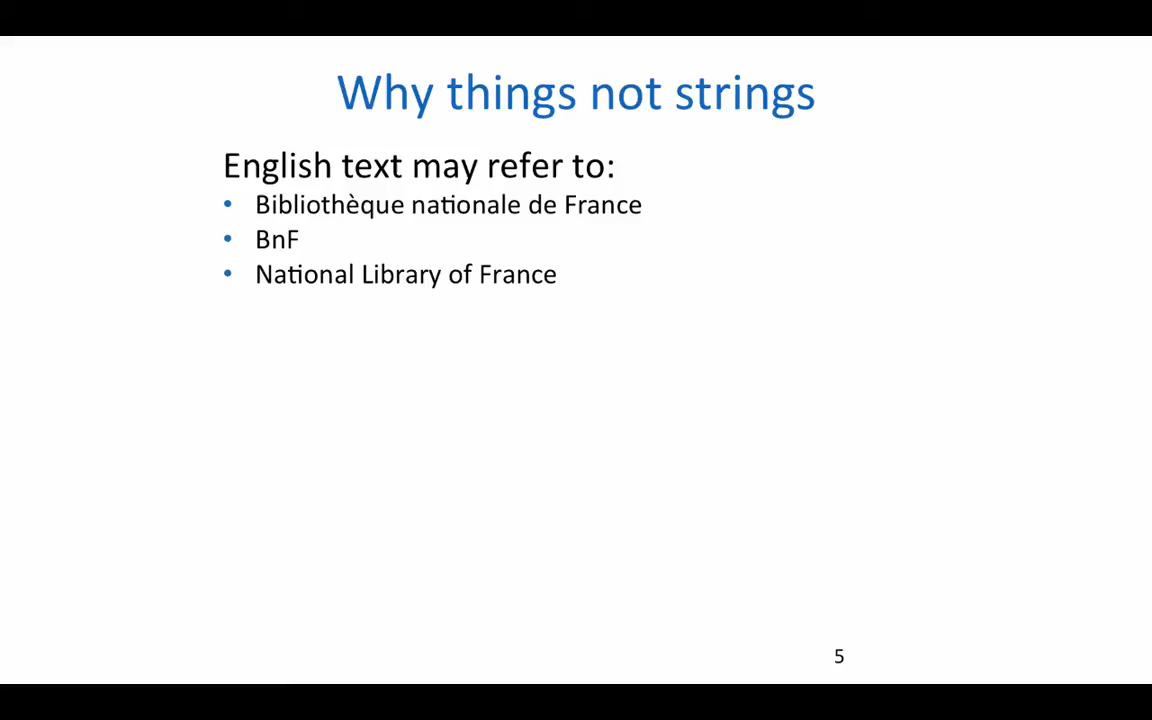 Why things not strings
English text may refer to:
• Bibliothèque nationale de France
• BnF
• National Library of France
5